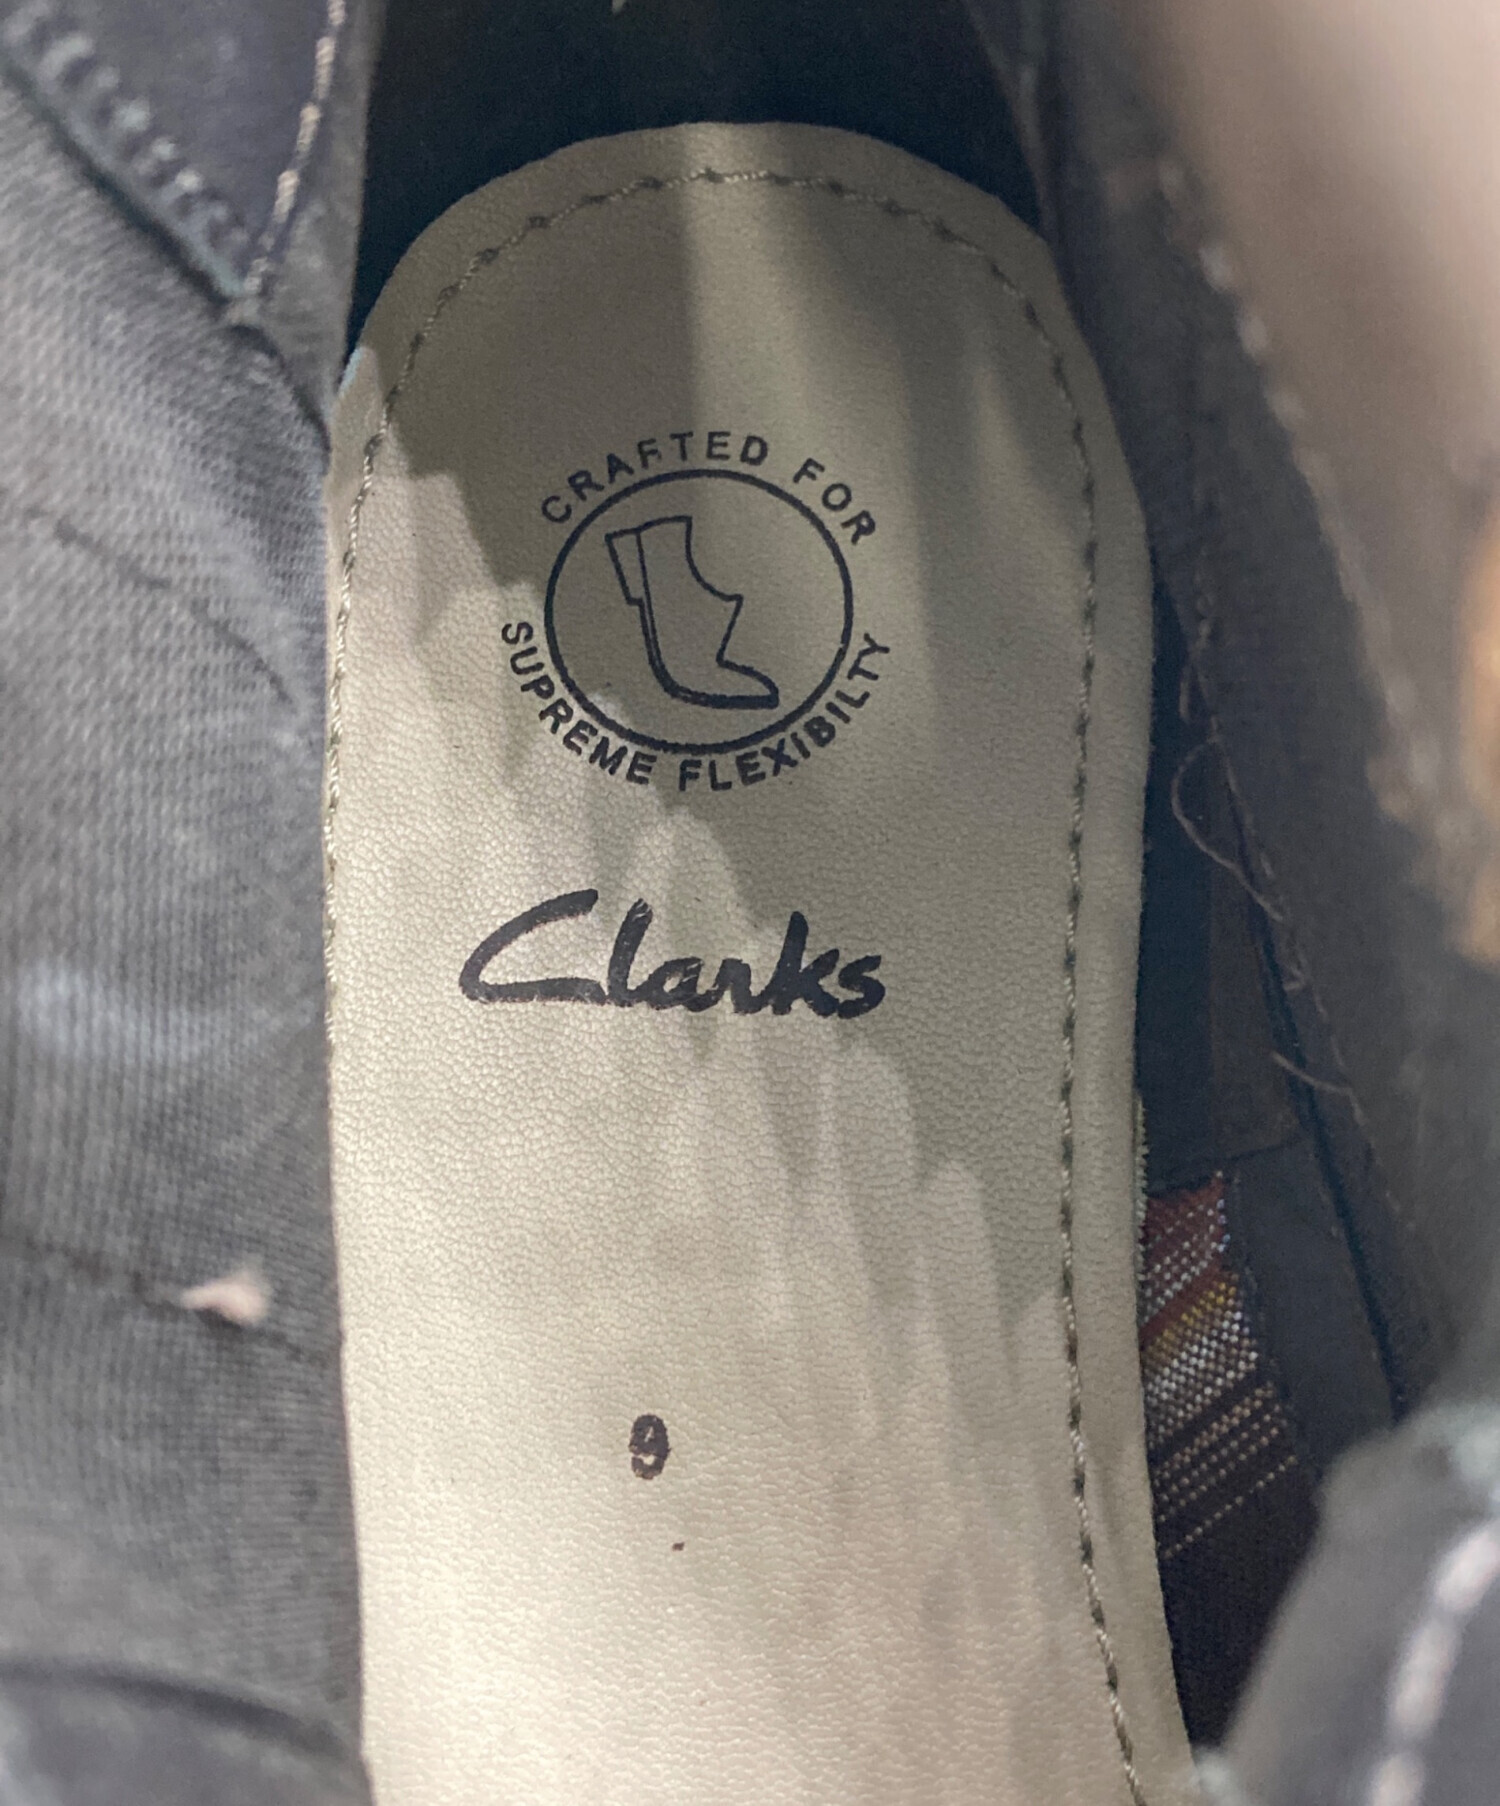 CRAFTED FOR
SUPREME FLEXIBILTY
Clarks
9